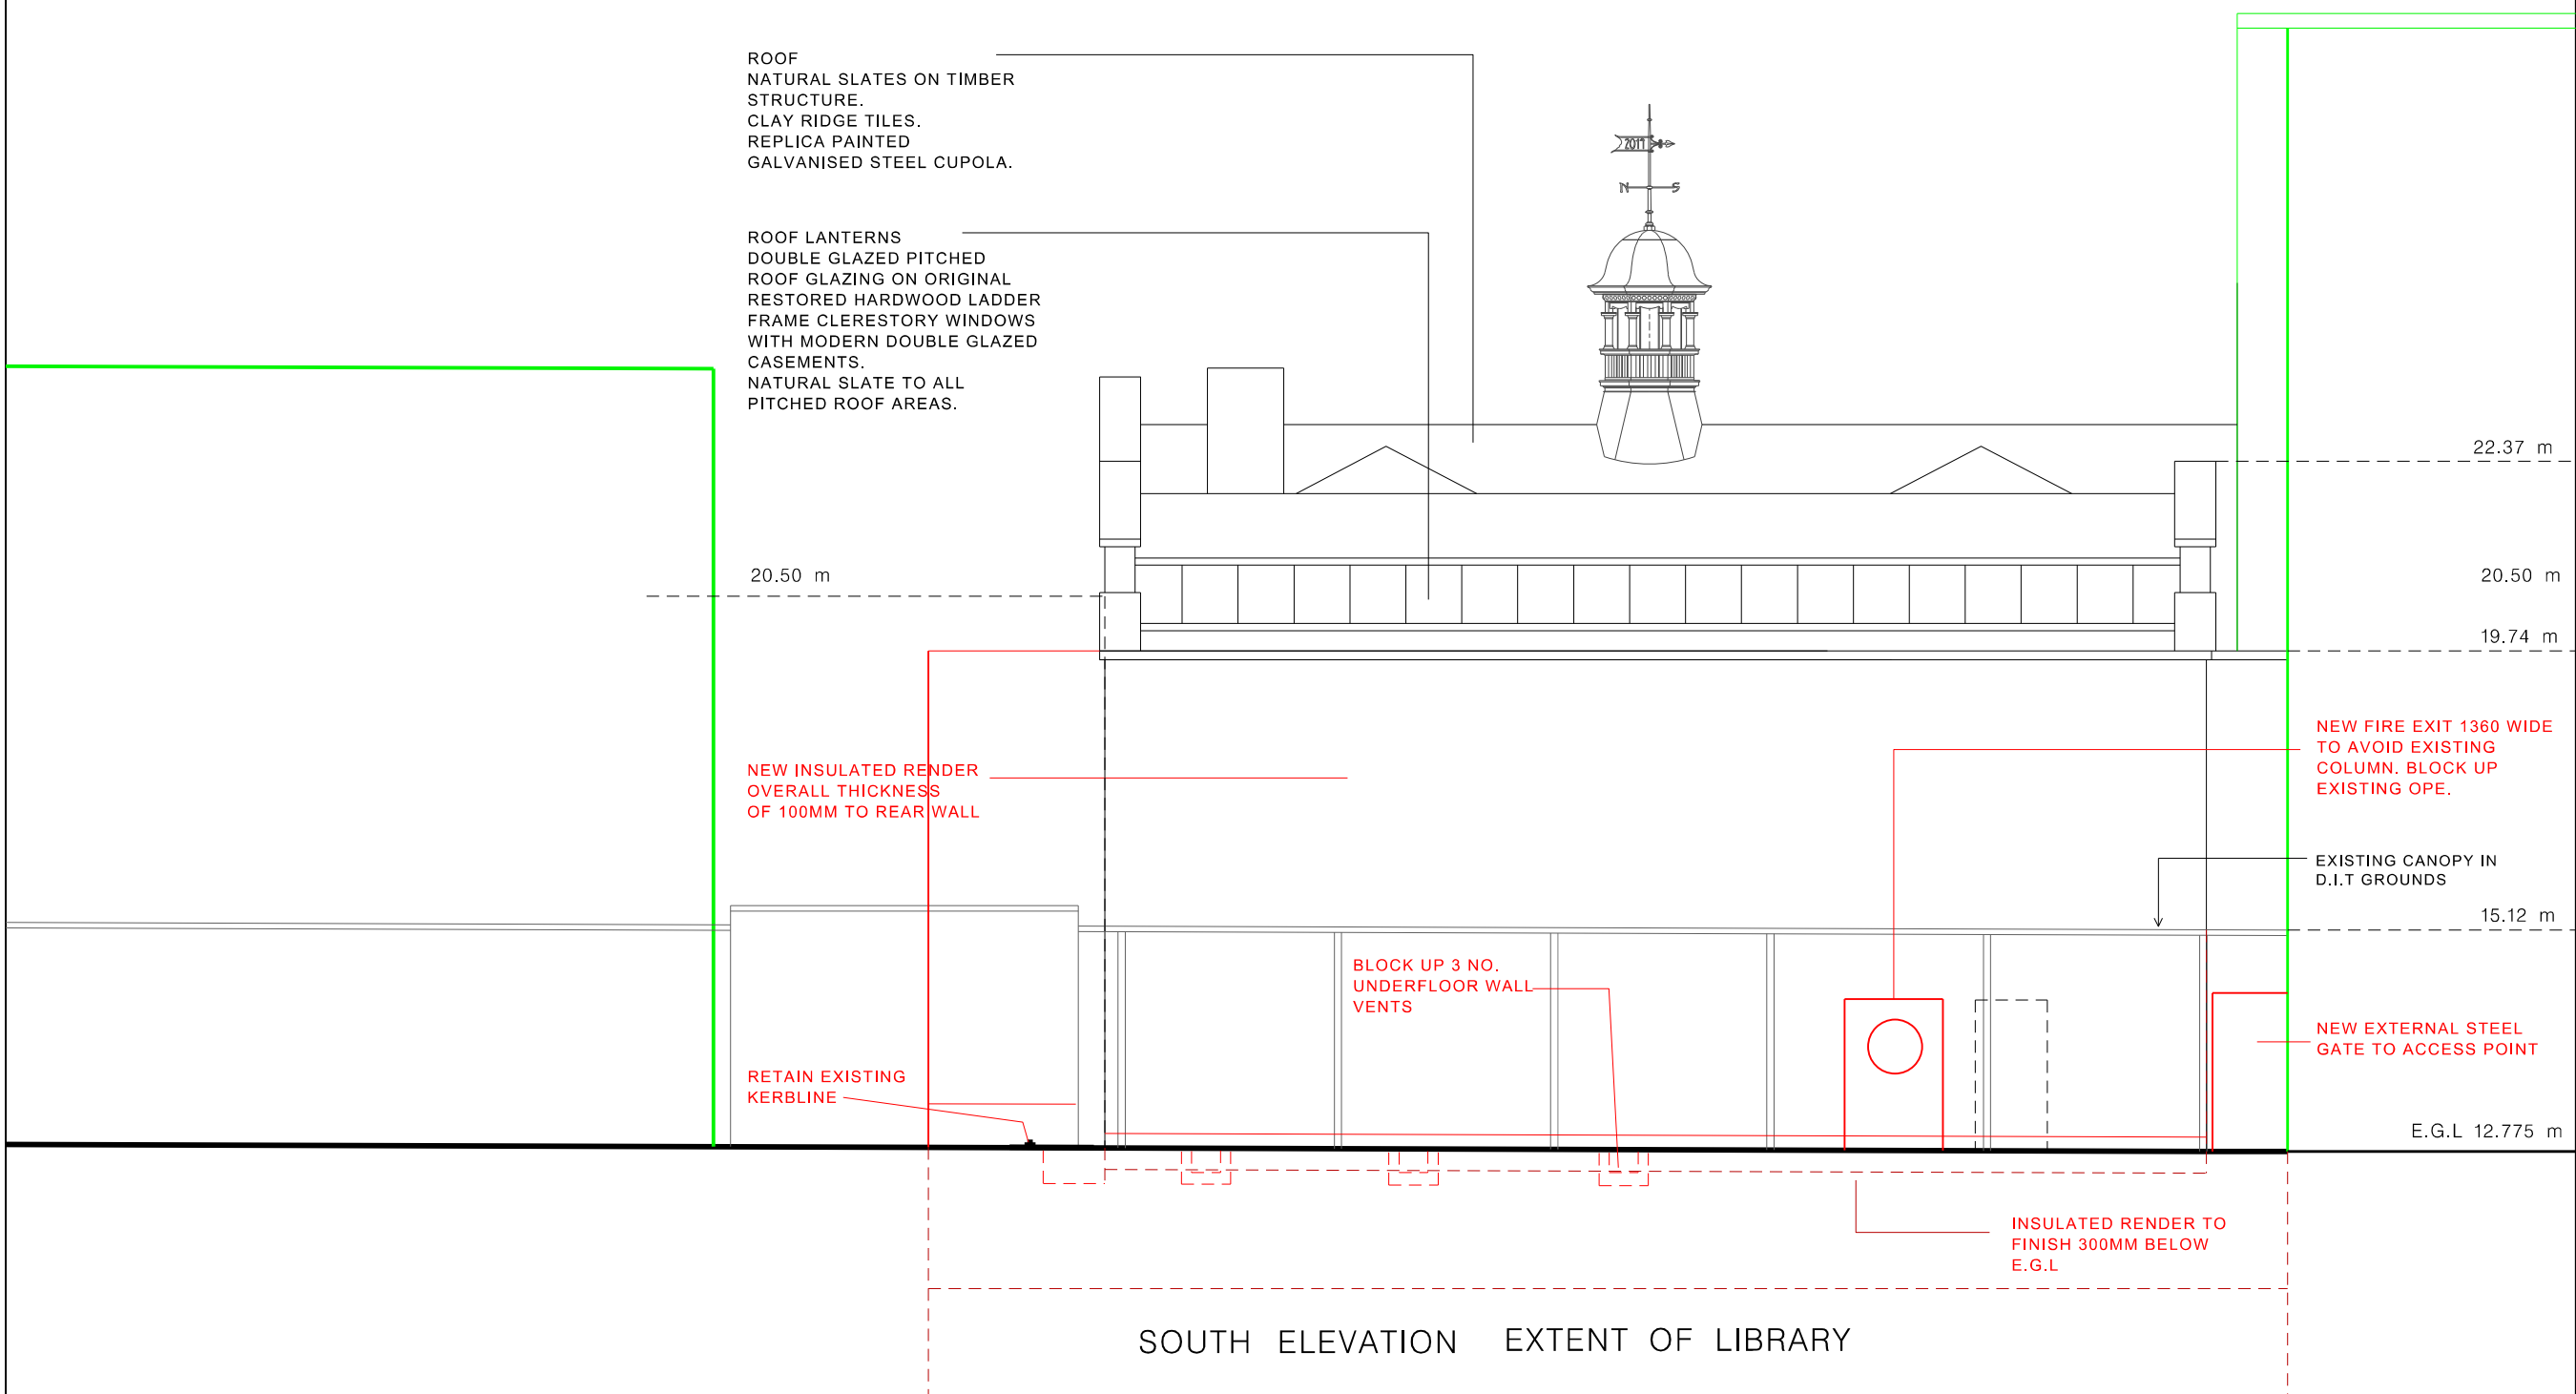 ROOF
NATURAL SLATES ON TIMBER
STRUCTURE.
CLAY RIDGE TILES.
REPLICA PAINTED
GALVANISED STEEL CUPOLA.
2017
N S
ROOF LANTERNS
DOUBLE GLAZED PITCHED
ROOF GLAZING ON ORIGINAL
RESTORED HARDWOOD LADDER
FRAME CLERESTORY WINDOWS
WITH MODERN DOUBLE GLAZED
CASEMENTS.
NATURAL SLATE TO ALL
PITCHED ROOF AREAS.
22.37 m
20.50 m
20.50 m
19.74 m
NEW INSULATED RENDER
OVERALL THICKNESS
OF 100MM TO REAR WALL
NEW FIRE EXIT 1360 WIDE
TO AVOID EXISTING
COLUMN. BLOCK UP
EXISTING OPE.
EXISTING CANOPY IN
D.I.T GROUNDS
15.12 m
BLOCK UP 3 NO.
UNDERFLOOR WALL
VENTS
NEW EXTERNAL STEEL
GATE TO ACCESS POINT
RETAIN EXISTING
KERBLINE
E.G.L 12.775 m
INSULATED RENDER TO
FINISH 300MM BELOW
E.G.L
SOUTH ELEVATION EXTENT OF LIBRARY